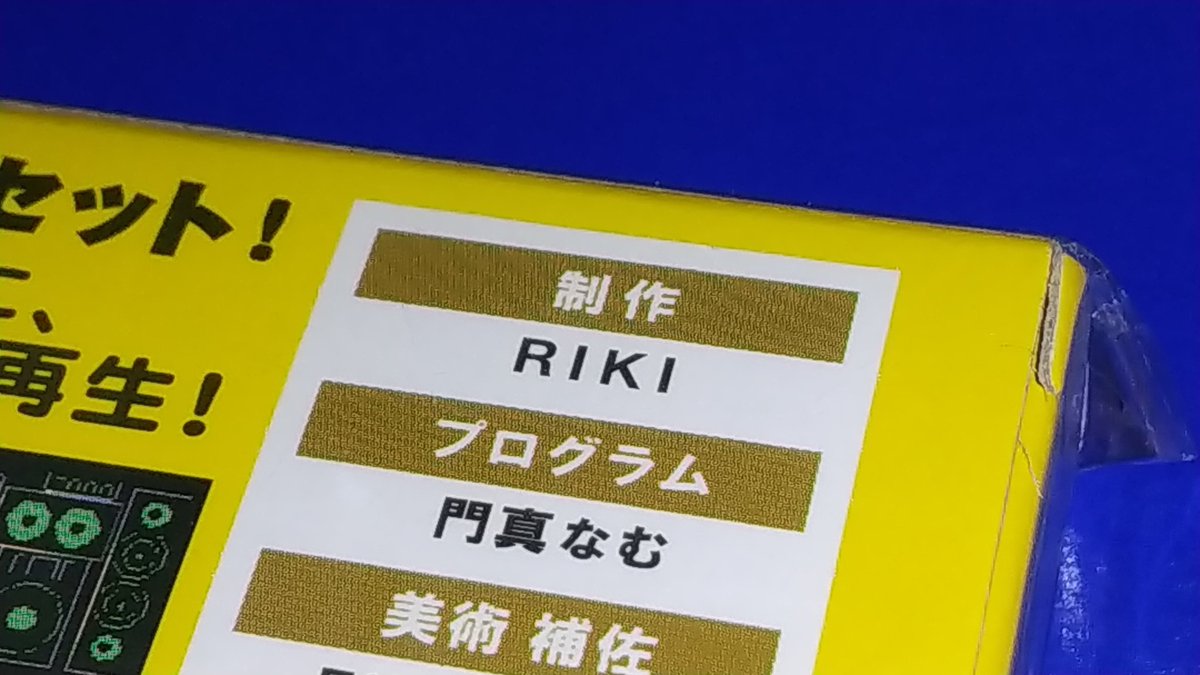 セット!
に、
再生!
制作
RIKI
プログラム
門真なむ
美術 補佐